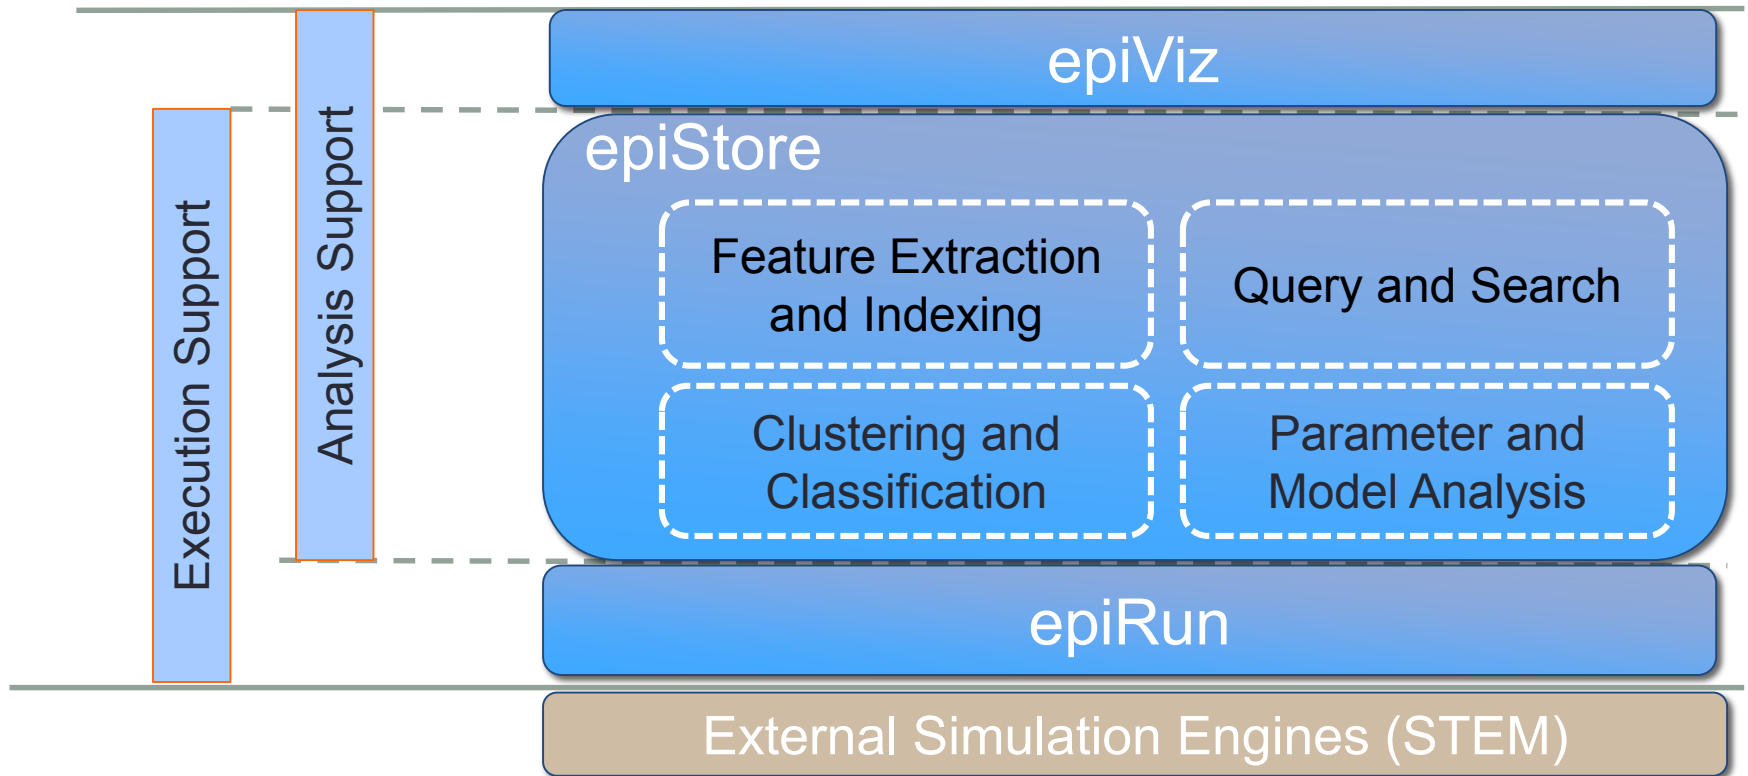 Execution Support
Analysis Support
epiViz
epiStore
Feature Extraction
and Indexing
Query and Search
Clustering and
Classification
Parameter and
Model Analysis
epiRun
External Simulation Engines (STEM)